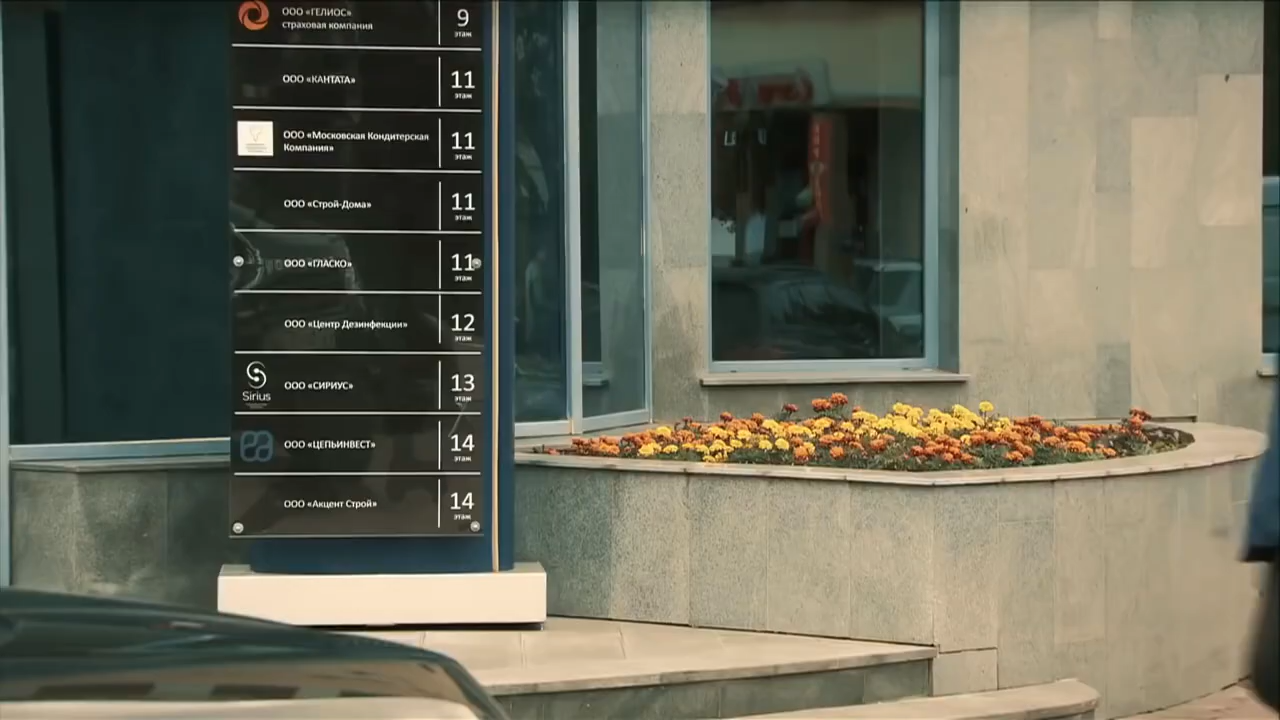 ООО «ГЕЛИОС»
страховая компания
9
этаж
ООО «КАНТАТА»
11
этаж
ООО «Московская Кондитерская
Компания»
11
этаж
ООО «Строй-Дома»
11
этаж
ООО «ГЛАСКО»
11
этаж
ООО «Центр Дезинфекции»
12
этаж
Sirius
ООО «СИРИУС»
13
этаж
ООО «ЦЕПЬИНВЕСТ»
14
этаж
ООО «Акцент Строй»
14
этаж